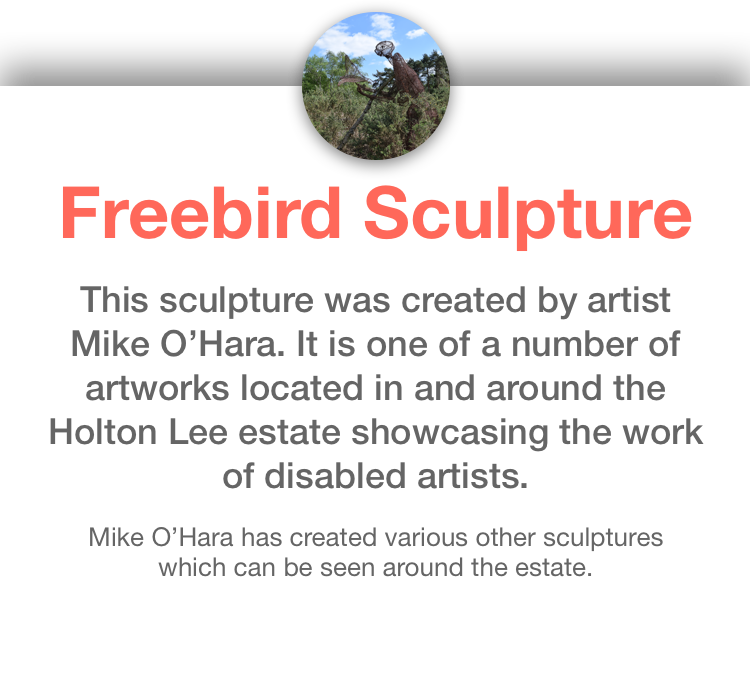 Freebird Sculpture
This sculpture was created by artist
Mike O’Hara. It is one of a number of
artworks located in and around the
Holton Lee estate showcasing the work
of disabled artists.
Mike O’Hara has created various other sculptures
which can be seen around the estate.